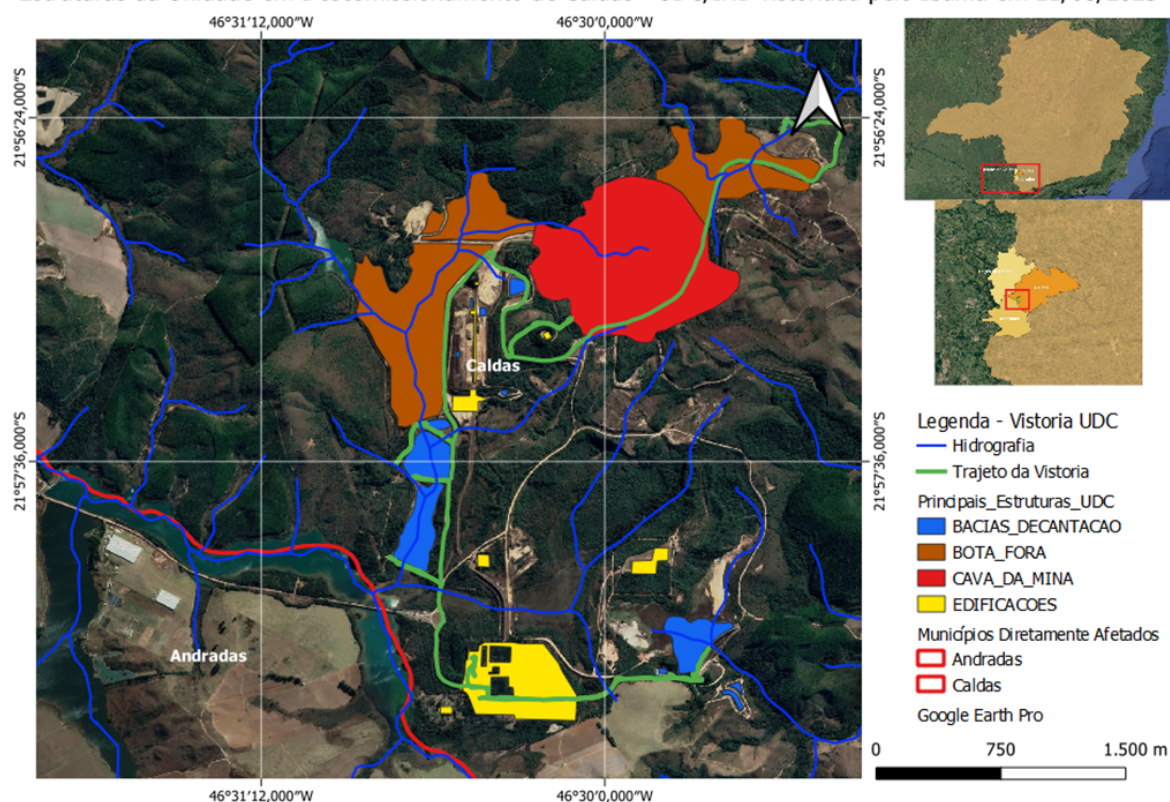 46°31′12,000″W 46°30′0,000″W
21°56′24,000″S
21°56′24,000″S
Caldas
21°57′36,000″S
21°57′36,000″S
Andradas
46°31′12,000″W 46°30′0,000″W
Legenda - Vistoria UDC
Hidrografia
Trajeto da Vistoria
Principais_Estruturas_UDC
BACIAS_DECANTACAO
BOTA_FORA
CAVA_DA_MINA
EDIFICACOES
Municípios Diretamente Afetados
Andradas
Caldas
Google Earth Pro
0 750 1.500 m